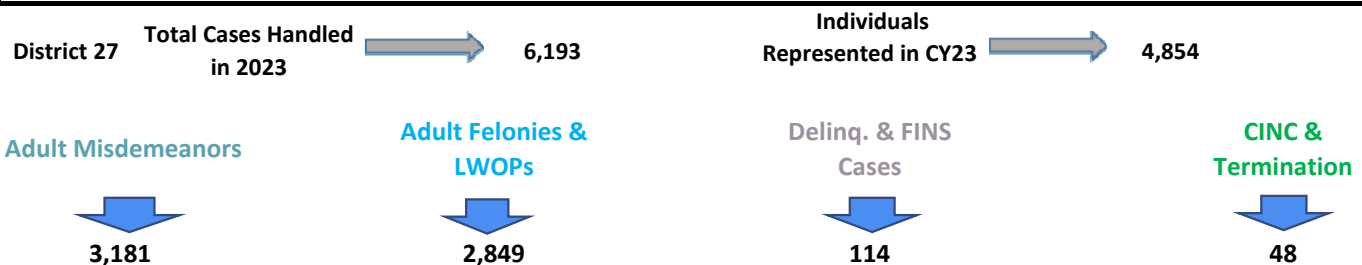 District 27
Total Cases Handled
in 2023
6,193
Individuals
Represented in CY23
4,854
Adult Misdemeanors
Adult Felonies &
LWOPs
Delinq. & FINS
Cases
CINC &
Termination
3,181
2,849
114
48